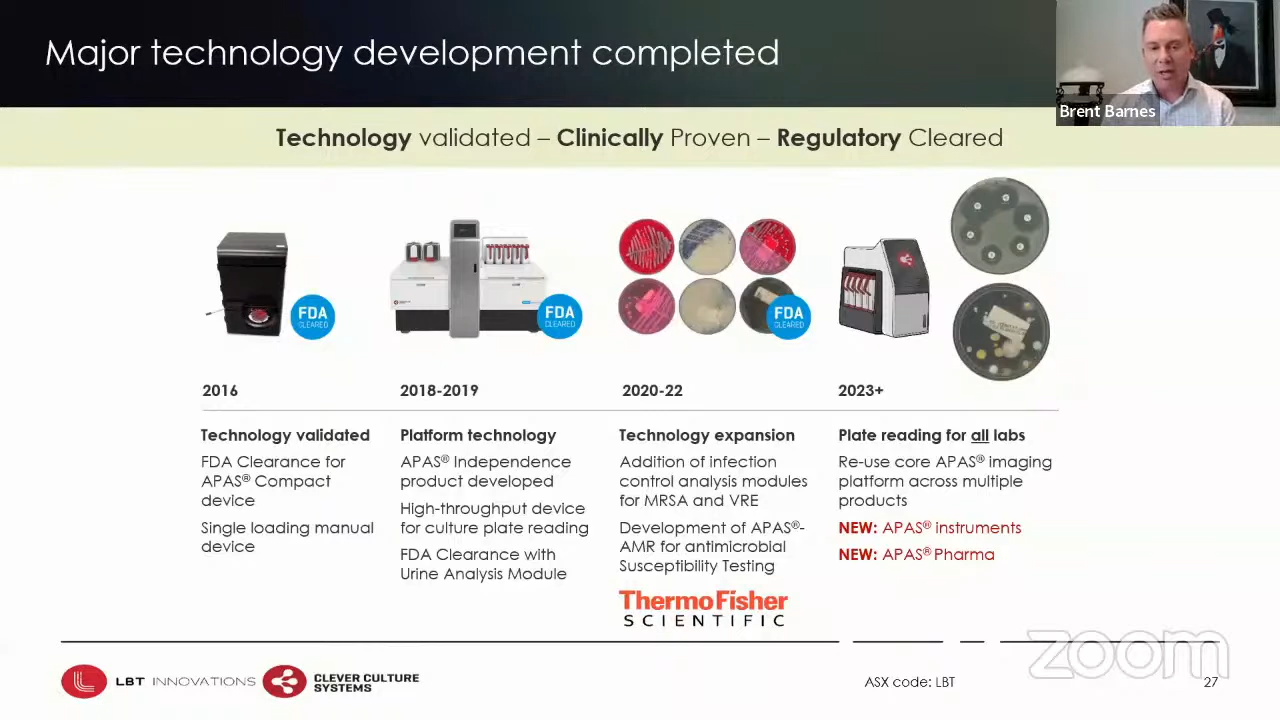 Major technology development completed
Brent Barnes
Technology validated – Clinically Proven – Regulatory Cleared
FDA
CLEARED
FDA
CLEARED
FDA
CLEARED
2016
Technology validated
FDA Clearance for
APAS® Compact
device
Single loading manual
device
2018-2019
Platform technology
APAS® Independence
product developed
High-throughput device
for culture plate reading
FDA Clearance with
Urine Analysis Module
2020-22
Technology expansion
Addition of infection
control analysis modules
for MRSA and VRE
Development of APAS®-
AMR for antimicrobial
Susceptibility Testing
ThermoFisher
SCIENTIFIC
2023+
Plate reading for all labs
Re-use core APAS® imaging
platform across multiple
products
NEW: APAS® instruments
NEW: APAS® Pharma
LBT INNOVATIONS
CLEVER CULTURE
SYSTEMS
ASX code: LBT
zoom
27